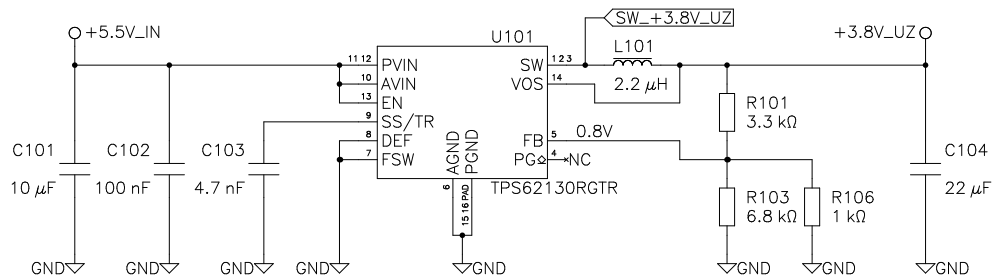 SW_+3.8V_UZ
+5.5V_IN
U101
+3.8V_UZ
L101
11 12 PVIN
SW 1 2 3
10 AVIN
VOS 14
2.2 µH
13 EN
R101
3.3 kΩ
9 SS/TR
8 DEF
FB 5
0.8V
7 FSW
PG 4
NC
AGND
PGND
6
15 16 PAD
TPS62130RGTR
C101
10 µF
C102
100 nF
C103
4.7 nF
C104
22 µF
R103
6.8 kΩ
R106
1 kΩ
GND
GND
GND
GND
GND
GND
GND
GND